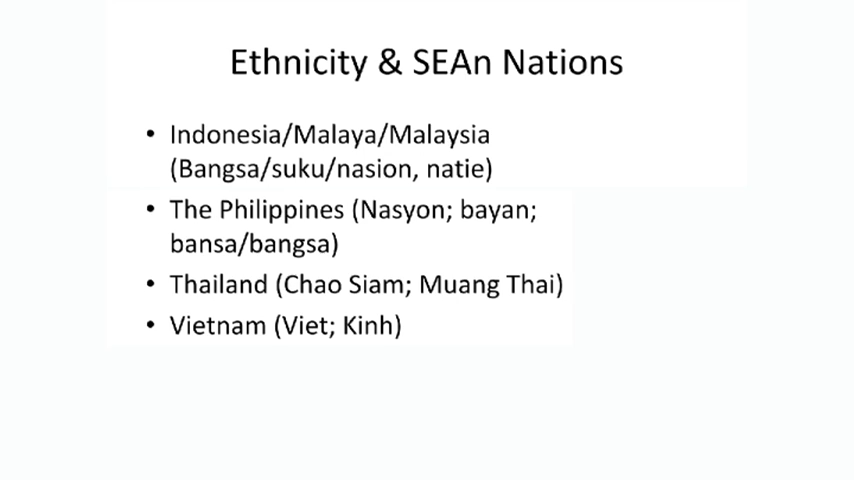 Ethnicity & SEAn Nations
• Indonesia/Malaya/Malaysia
(Bangsa/suku/nasion, natie)
• The Philippines (Nasyon; bayan;
bansa/bangsa)
• Thailand (Chao Siam; Muang Thai)
• Vietnam (Viet; Kinh)